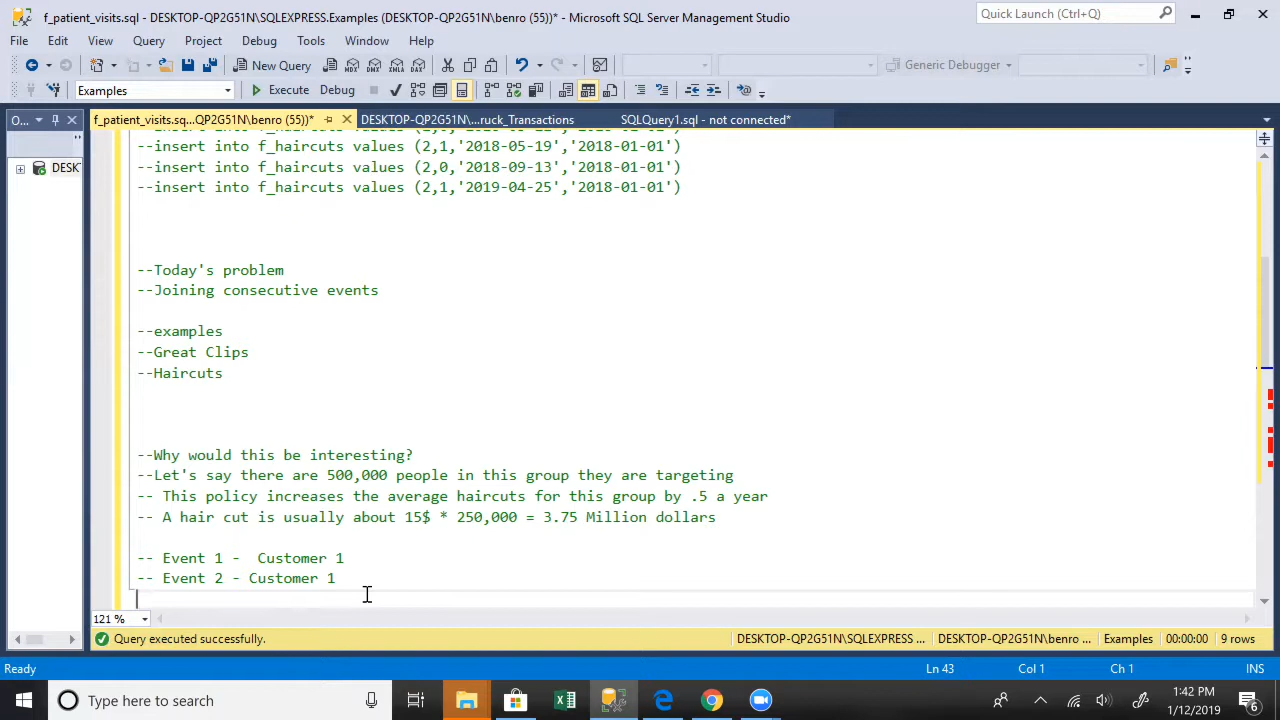 f_patient_visits.sql - DESKTOP-QP2G51N\SQLEXPRESS.Examples (DESKTOP-QP2G51N\benro (55))* - Microsoft SQL Server Management Studio
Quick Launch (Ctrl+Q)
File Edit View Query Project Debug Tools Window Help
New Query
MDX DMX XMLA DAX
Generic Debugger
Examples
Execute Debug
O...
f_patient_visits.sq...QP2G51N\benro (55))*
DESKTOP-QP2G51N\...ruck_Transactions
SQLQuery1.sql - not connected*
DESKT
--insert into f_haircuts values (2,1,'2018-05-19','2018-01-01')
--insert into f_haircuts values (2,0,'2018-09-13','2018-01-01')
--insert into f_haircuts values (2,1,'2019-04-25','2018-01-01')
--Today's problem
--Joining consecutive events
--examples
--Great Clips
--Haircuts
--Why would this be interesting?
--Let's say there are 500,000 people in this group they are targeting
-- This policy increases the average haircuts for this group by .5 a year
-- A hair cut is usually about 15$ * 250,000 = 3.75 Million dollars
-- Event 1 -  Customer 1
-- Event 2 - Customer 1
121 %
Query executed successfully.
DESKTOP-QP2G51N\SQLEXPRESS ...
DESKTOP-QP2G51N\benro ...
Examples
00:00:00
9 rows
Ready
Ln 43
Col 1
Ch 1
INS
Type here to search
1:42 PM
1/12/2019
6